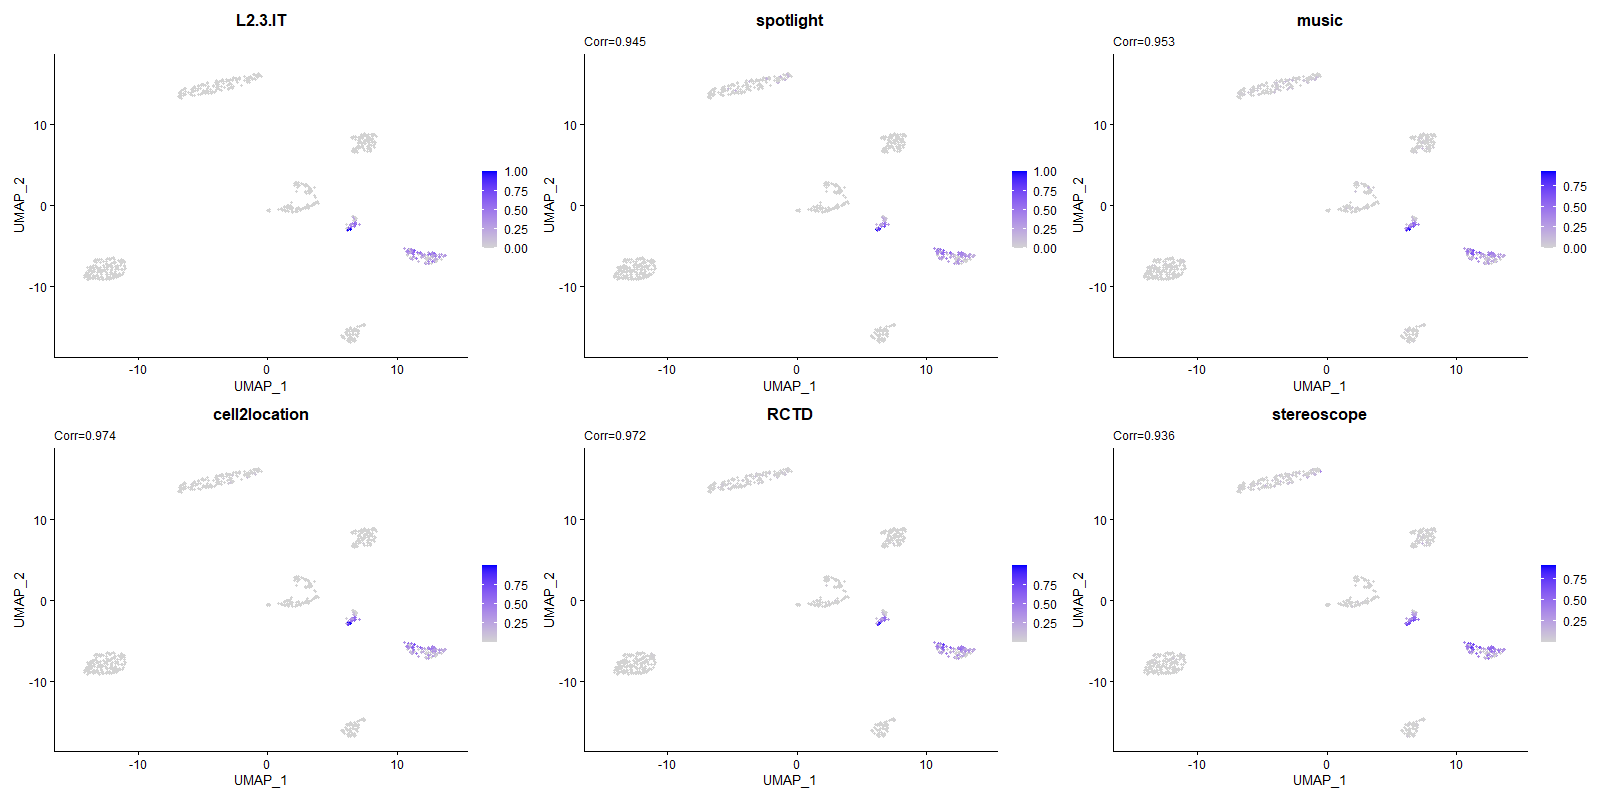 L2.3.IT
UMAP_2
10
0
-10
-10
0
10
UMAP_1
1.00
0.75
0.50
0.25
0.00
spotlight
Corr=0.945
UMAP_2
10
0
-10
-10
0
10
UMAP_1
1.00
0.75
0.50
0.25
0.00
music
Corr=0.953
UMAP_2
10
0
-10
-10
0
10
UMAP_1
0.75
0.50
0.25
0.00
cell2location
Corr=0.974
UMAP_2
10
0
-10
-10
0
10
UMAP_1
0.75
0.50
0.25
RCTD
Corr=0.972
UMAP_2
10
0
-10
-10
0
10
UMAP_1
0.75
0.50
0.25
stereoscope
Corr=0.936
UMAP_2
10
0
-10
-10
0
10
UMAP_1
0.75
0.50
0.25